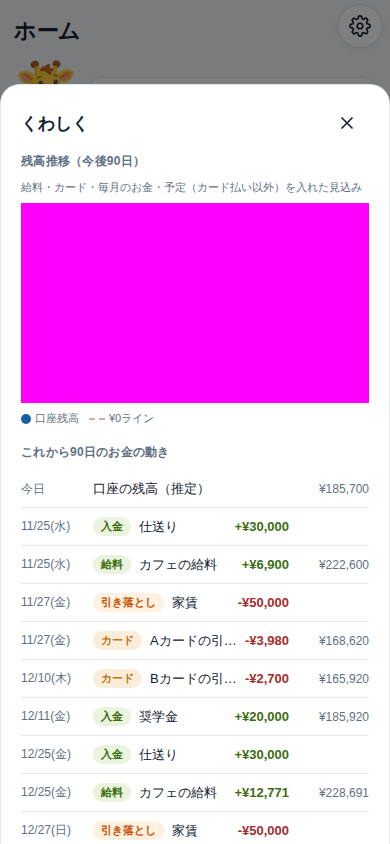 ホーム
くわしく
残高推移（今後90日）
給料・カード・毎月のお金・予定（カード払い以外）を入れた見込み
口座残高 ¥0ライン
これから90日のお金の動き
今日 口座の残高（推定） ¥185,700
11/25(水) 入金 仕送り +¥30,000
11/25(水) 給料 カフェの給料 +¥6,900 ¥222,600
11/27(金) 引き落とし 家賃 -¥50,000
11/27(金) カード Aカードの引… -¥3,980 ¥168,620
12/10(木) カード Bカードの引… -¥2,700 ¥165,920
12/11(金) 入金 奨学金 +¥20,000 ¥185,920
12/25(金) 入金 仕送り +¥30,000
12/25(金) 給料 カフェの給料 +¥12,771 ¥228,691
12/27(日) 引き落とし 家賃 -¥50,000